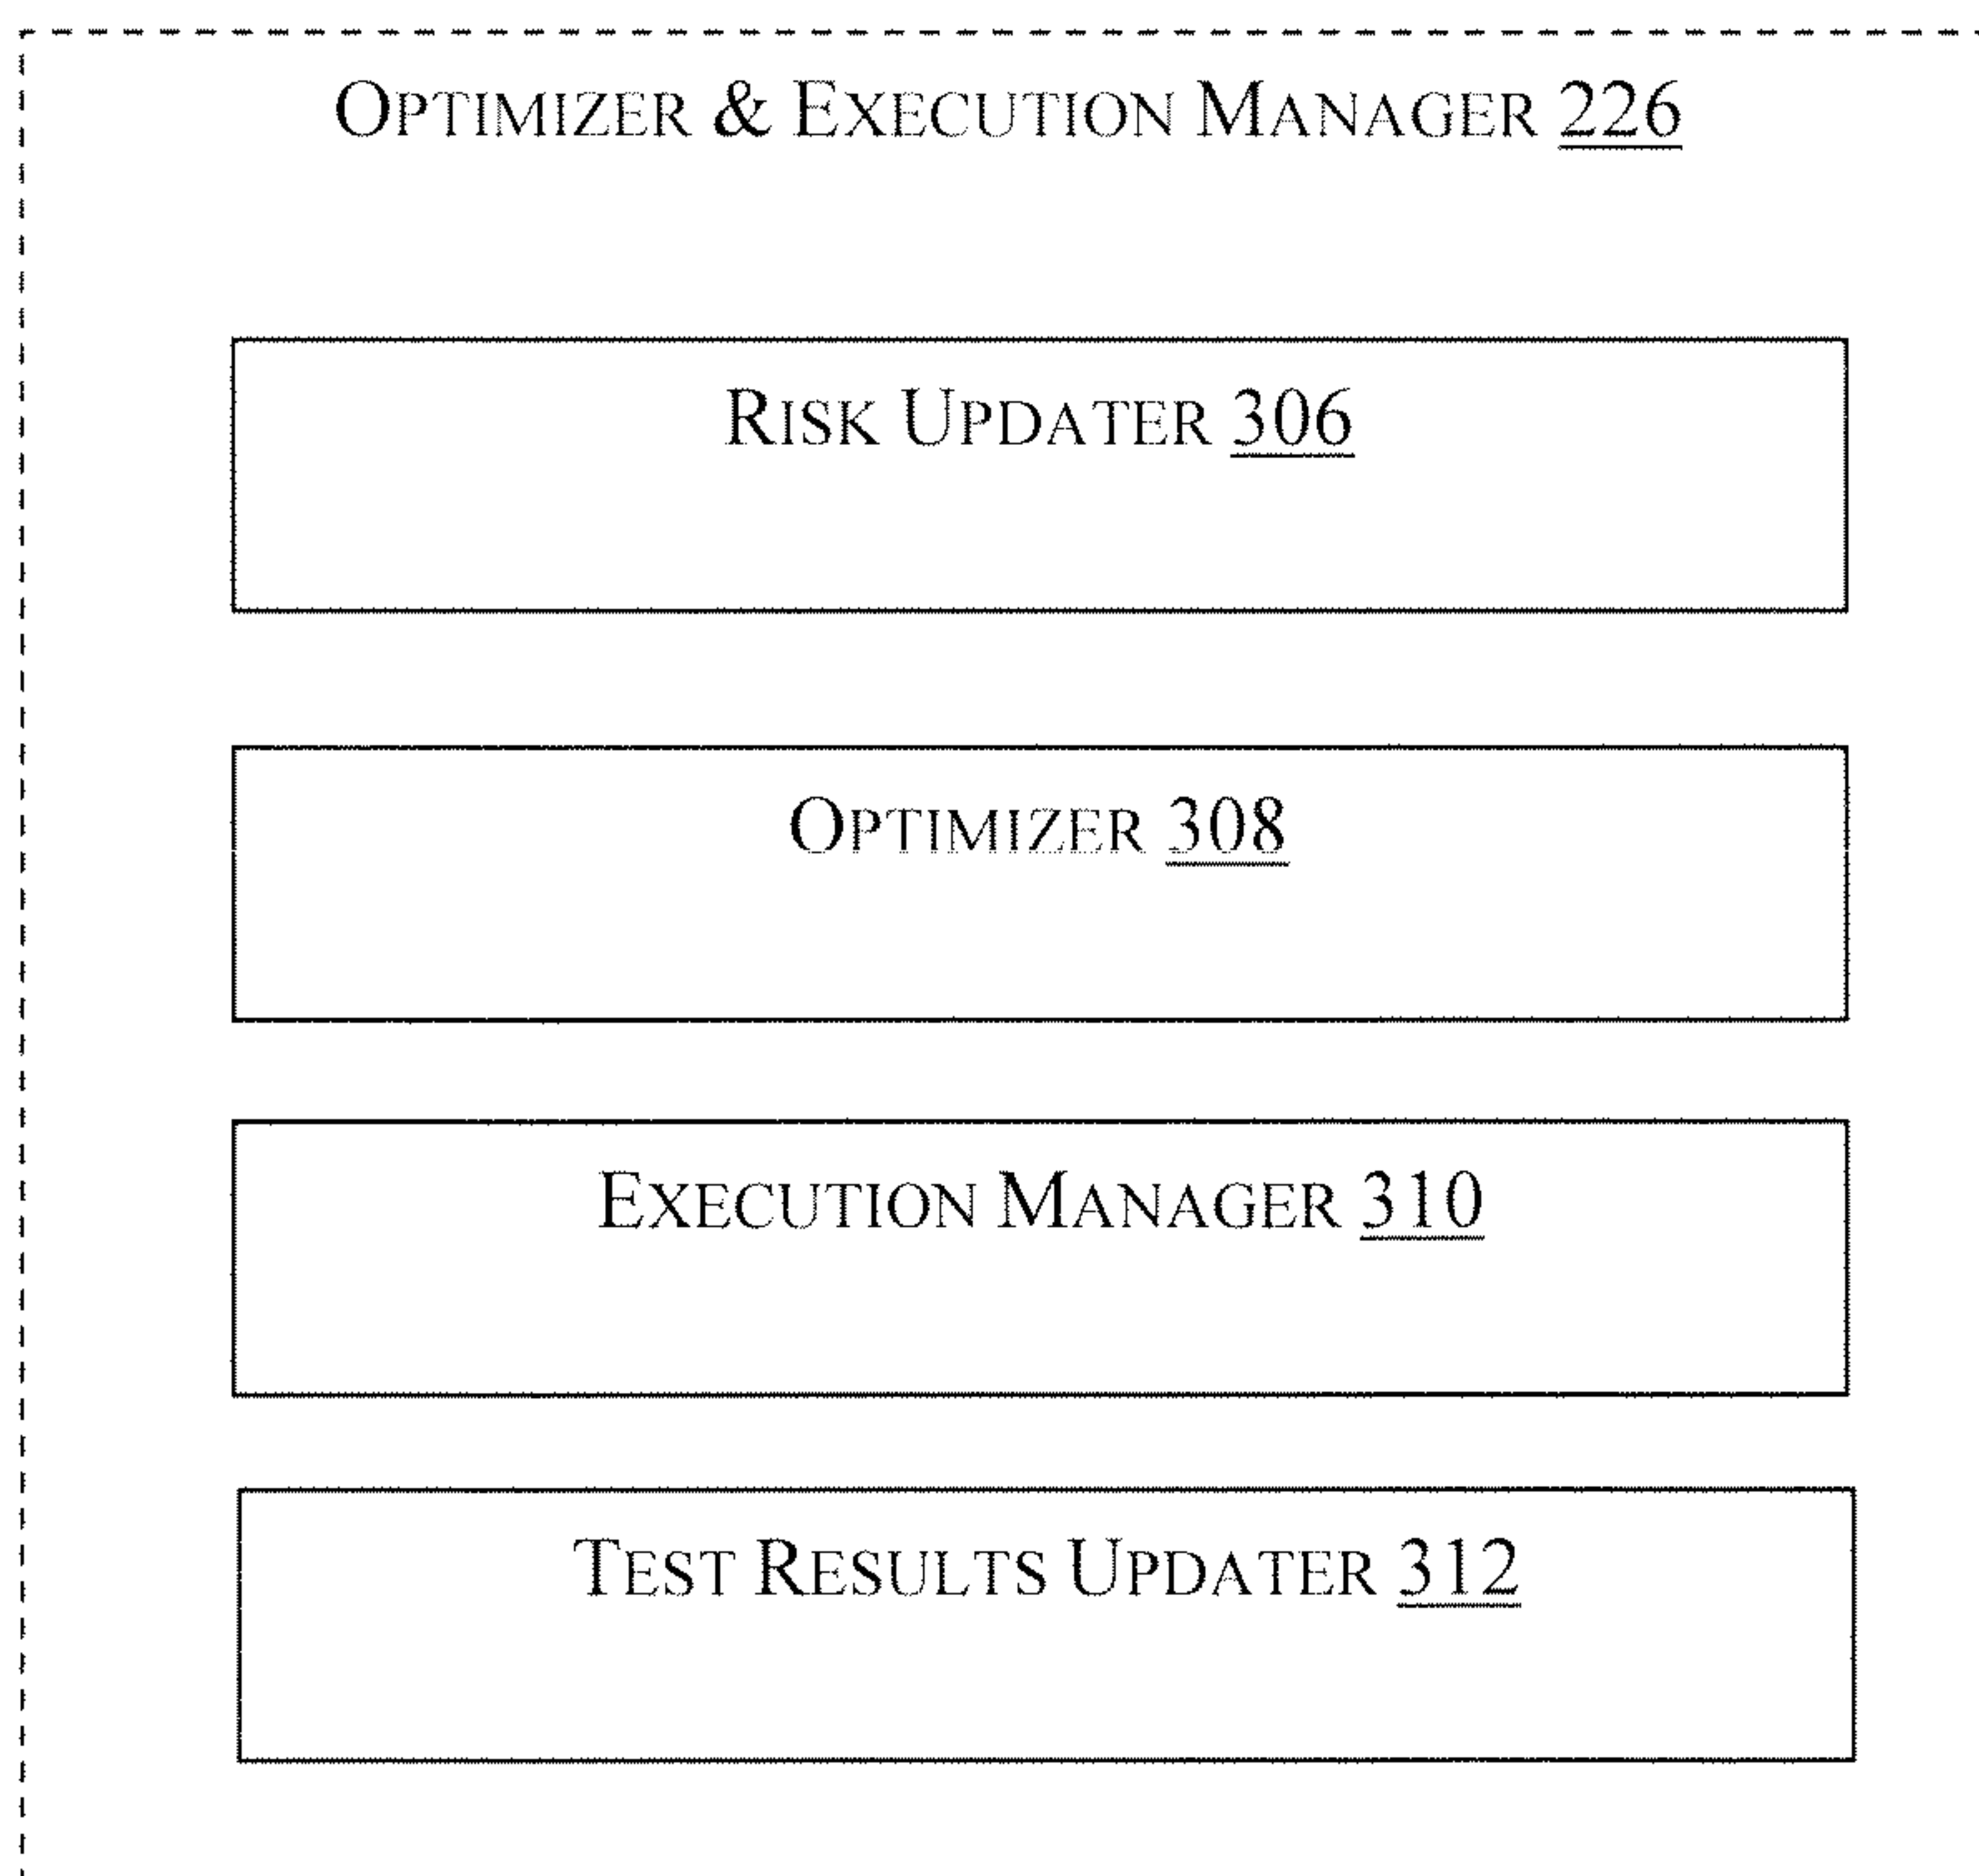 OPTIMIZER & EXECUTION MANAGER 226
RISK UPDATER 306
OPTIMIZER 308
EXECUTION MANAGER 310
TEST RESULTS UPDATER 312